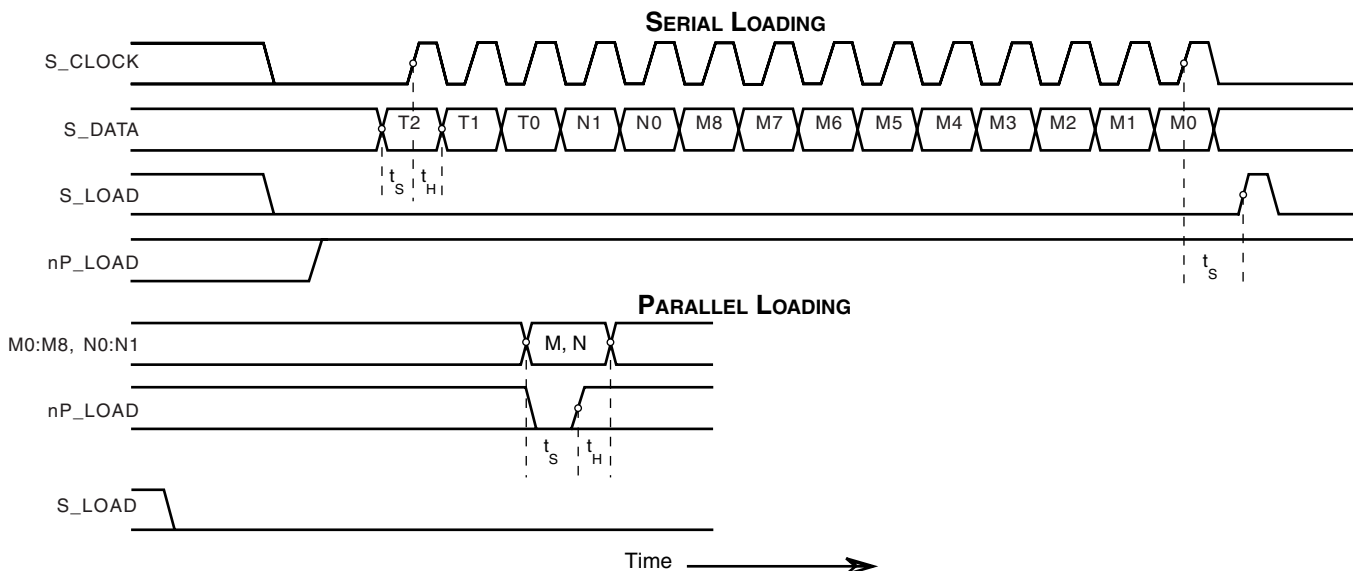 SERIAL LOADING
S_CLOCK
S_DATA
T2 T1 T0 N1 N0 M8 M7 M6 M5 M4 M3 M2 M1 M0
tS tH
S_LOAD
nP_LOAD
tS
PARALLEL LOADING
M0:M8, N0:N1
M, N
nP_LOAD
tS tH
S_LOAD
Time